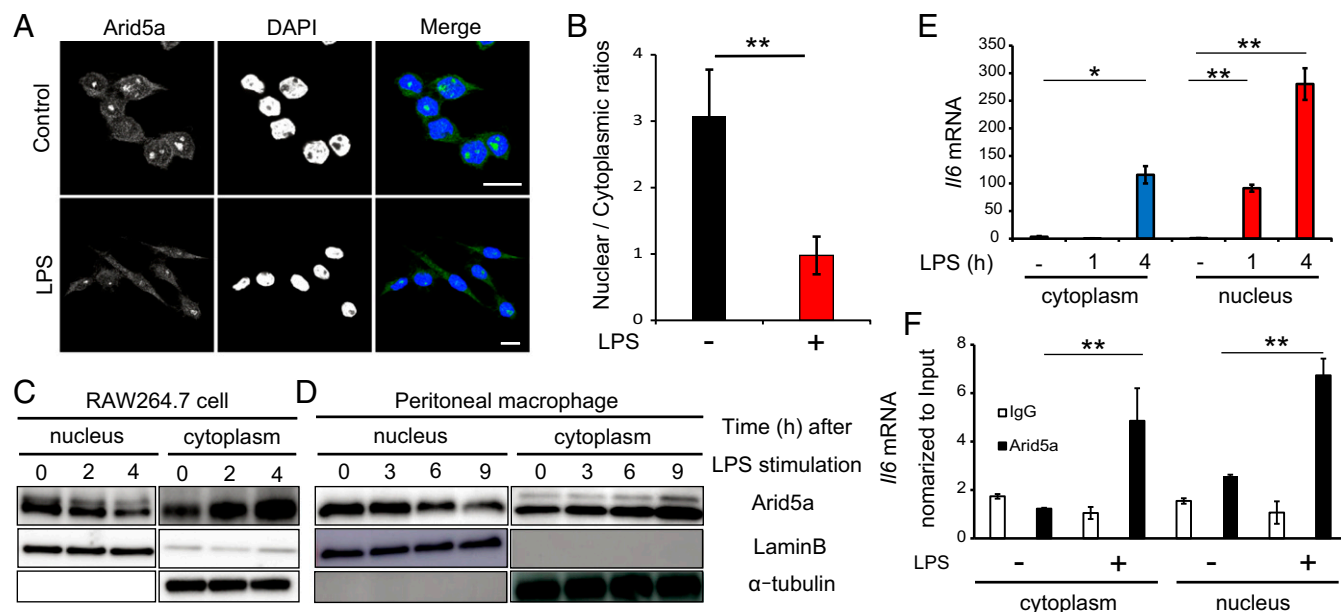 A
Arid5a
DAPI
Merge
Control
LPS
B
**
Nuclear / Cytoplasmic ratios
4
3
2
1
0
LPS
-
+
C
RAW264.7 cell
nucleus
cytoplasm
0 2 4
0 2 4
D
Peritoneal macrophage
nucleus
cytoplasm
0 3 6 9
0 3 6 9
Time (h) after
LPS stimulation
Arid5a
LaminB
α-tubulin
E
Il6 mRNA
350
300
250
200
150
100
50
0
*
**
**
LPS (h)
- 1 4
- 1 4
cytoplasm
nucleus
F
Il6 mRNA
nomarized to Input
8
6
4
2
0
IgG
Arid5a
**
**
LPS
- +
- +
cytoplasm
nucleus